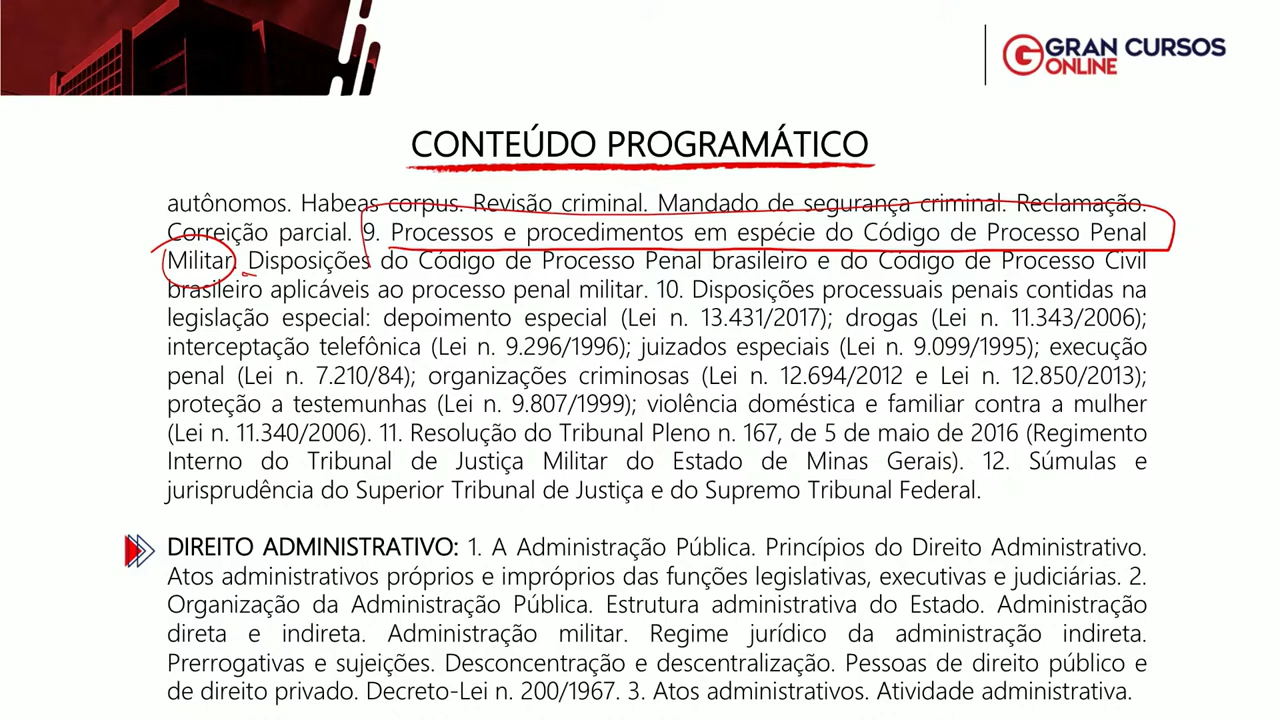 GRAN CURSOS
ONLINE
CONTEÚDO PROGRAMÁTICO
autônomos. Habeas corpus. Revisão criminal. Mandado de segurança criminal. Reclamação.
Correição parcial. 9. Processos e procedimentos em espécie do Código de Processo Penal
Militar. Disposições do Código de Processo Penal brasileiro e do Código de Processo Civil
brasileiro aplicáveis ao processo penal militar. 10. Disposições processuais penais contidas na
legislação especial: depoimento especial (Lei n. 13.431/2017); drogas (Lei n. 11.343/2006);
interceptação telefônica (Lei n. 9.296/1996); juizados especiais (Lei n. 9.099/1995); execução
penal (Lei n. 7.210/84); organizações criminosas (Lei n. 12.694/2012 e Lei n. 12.850/2013);
proteção a testemunhas (Lei n. 9.807/1999); violência doméstica e familiar contra a mulher
(Lei n. 11.340/2006). 11. Resolução do Tribunal Pleno n. 167, de 5 de maio de 2016 (Regimento
Interno do Tribunal de Justiça Militar do Estado de Minas Gerais). 12. Súmulas e
jurisprudência do Superior Tribunal de Justiça e do Supremo Tribunal Federal.
DIREITO ADMINISTRATIVO: 1. A Administração Pública. Princípios do Direito Administrativo.
Atos administrativos próprios e impróprios das funções legislativas, executivas e judiciárias. 2.
Organização da Administração Pública. Estrutura administrativa do Estado. Administração
direta e indireta. Administração militar. Regime jurídico da administração indireta.
Prerrogativas e sujeições. Desconcentração e descentralização. Pessoas de direito público e
de direito privado. Decreto-Lei n. 200/1967. 3. Atos administrativos. Atividade administrativa.